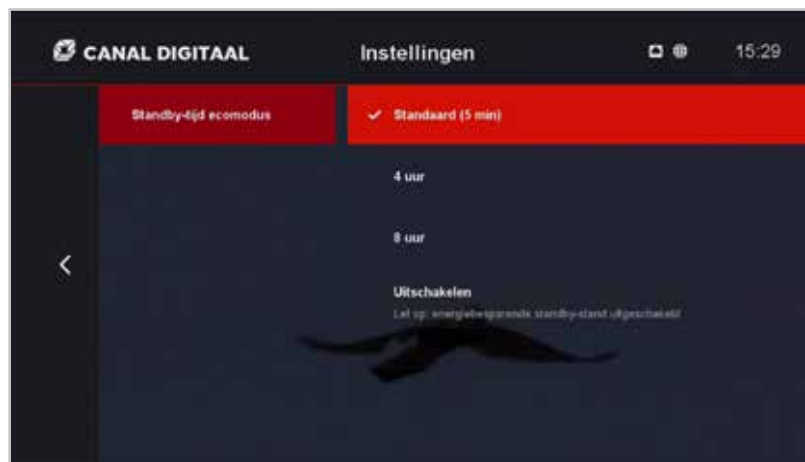 CANAL DIGITAAL
Instellingen
15:29
Standby-tijd ecomodus
Standaard (5 min)
4 uur
8 uur
Uitschakelen
Let op: energiebesparende standby-stand uitgeschakeld